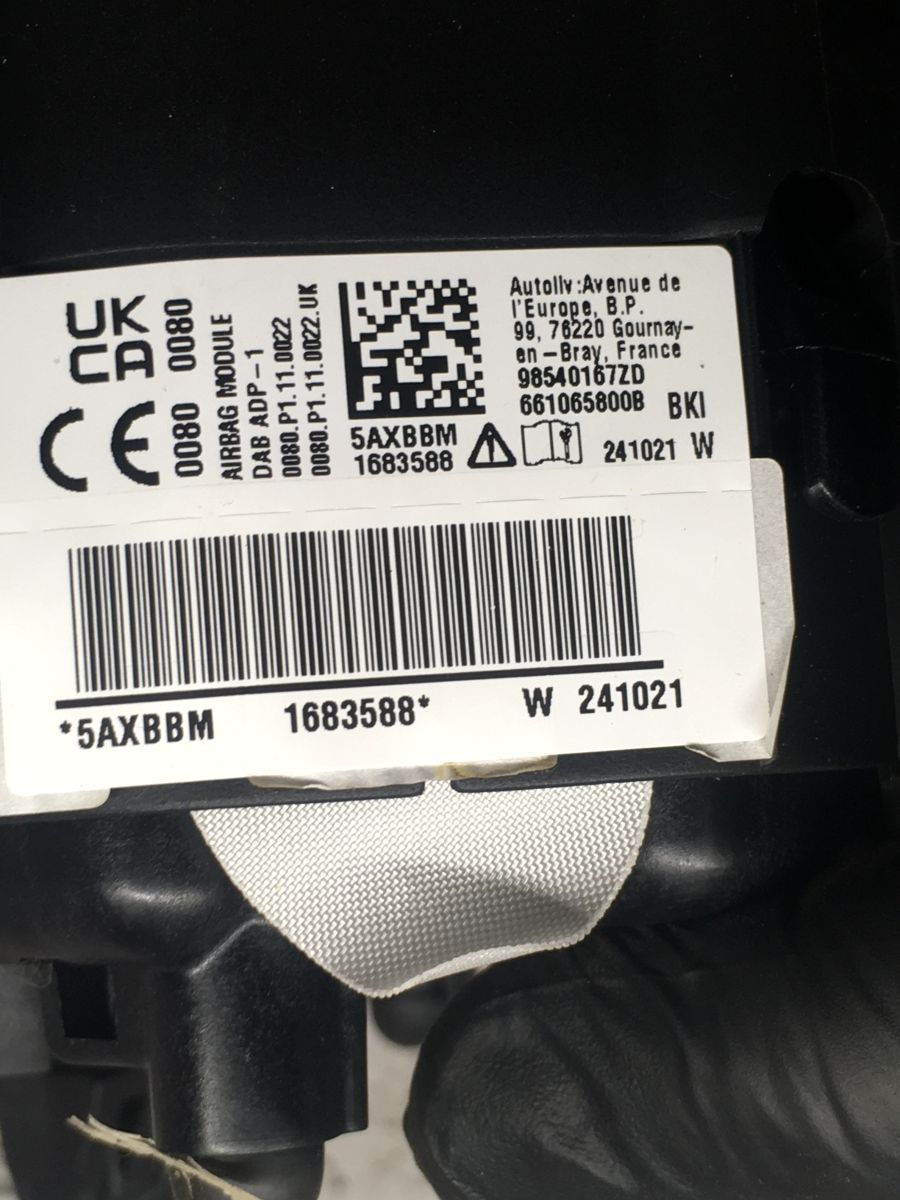 UK
CA
0080
CE
0080
AIRBAG MODULE
DAB ADP-1
0080.P1.11.0022
0080.P1.11.0022.UK
5AXBBM
1683588
Autoliv:Avenue de
l'Europe, B.P.
99, 76220 Gournay-
en-Bray, France
98540167ZD
661065800B BKI
241021 W
*5AXBBM 1683588* W 241021